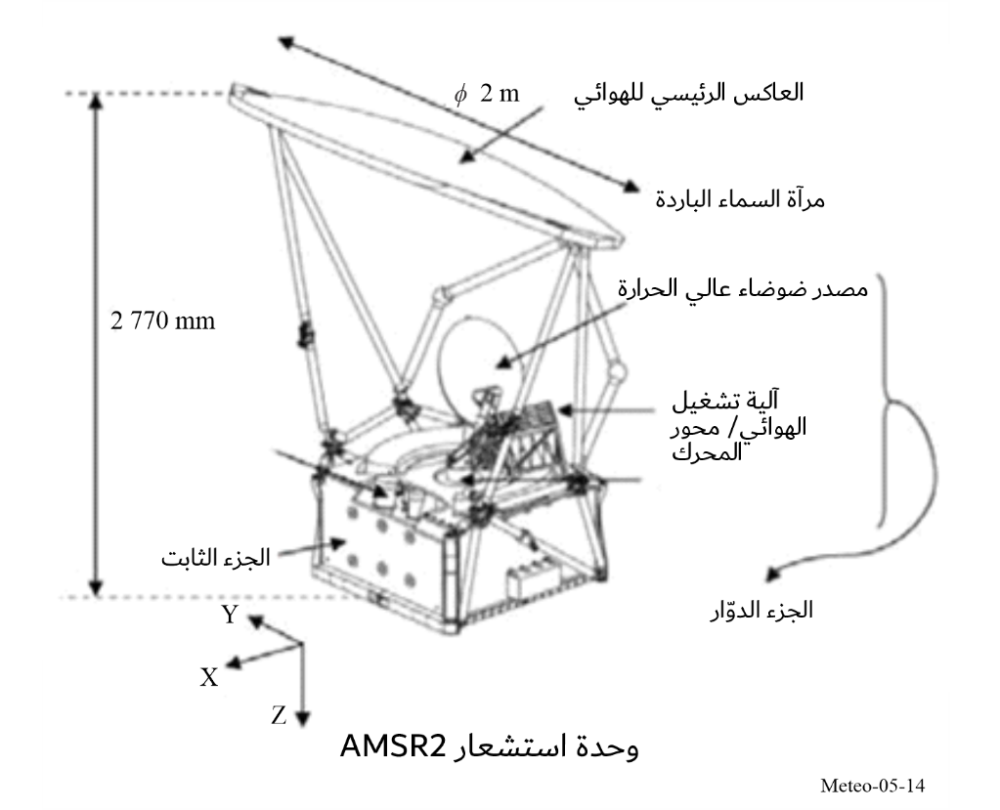 ϕ 2 m
العاكس الرئيسي للهوائي
مرآة السماء الباردة
مصدر ضوضاء عالي الحرارة
2 770 mm
آلية تشغيل
الهوائي/ محور
المحرك
الجزء الثابت
الجزء الدوّار
Y
X
Z
وحدة استشعار AMSR2
Meteo-05-14